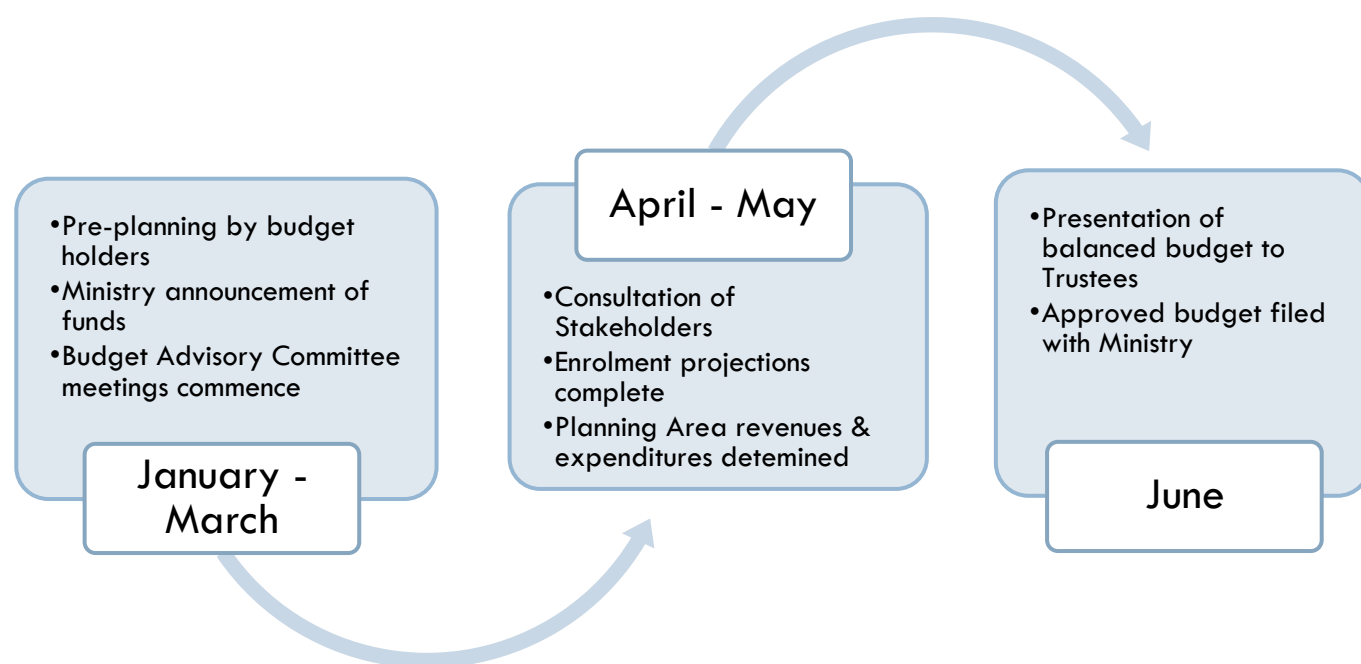 •Pre-planning by budget
holders
•Ministry announcement of
funds
•Budget Advisory Committee
meetings commence
January -
March
April - May
•Consultation of
Stakeholders
•Enrolment projections
complete
•Planning Area revenues &
expenditures detemined
•Presentation of
balanced budget to
Trustees
•Approved budget filed
with Ministry
June